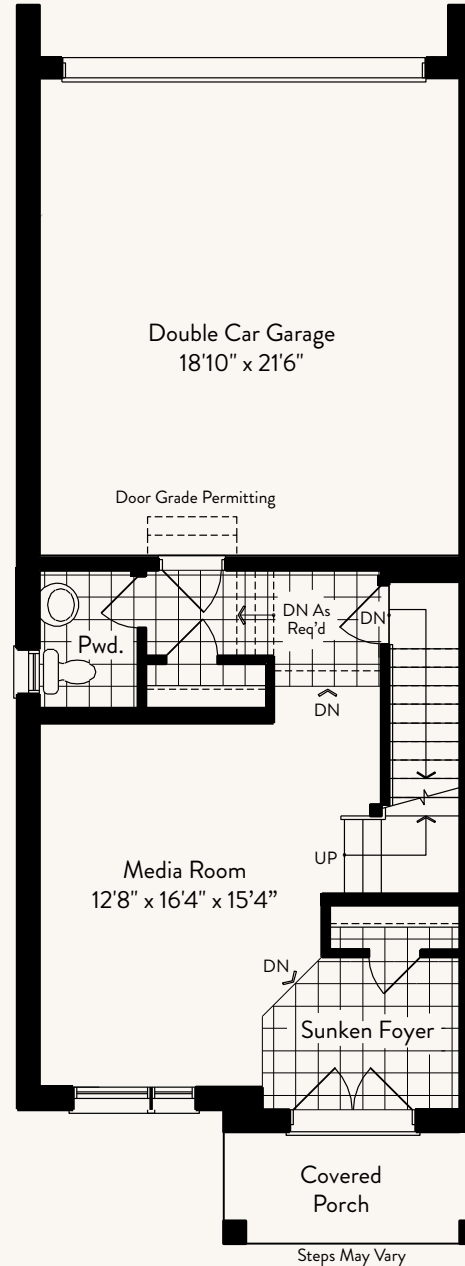 Double Car Garage
18'10" x 21'6"
Door Grade Permitting
DN As
Req'd
DN
Pwd.
DN
UP
Media Room
12'8" x 16'4" x 15'4”
DN
Sunken Foyer
Covered
Porch
Steps May Vary